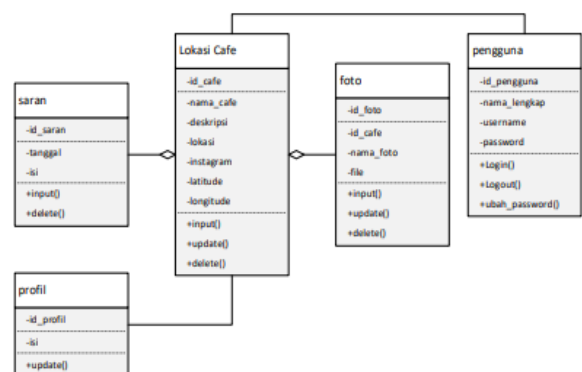 Lokasi Cafe
-id_cafe
-nama_cafe
-deskripsi
-lokasi
-instagram
-latitude
-longitude
+input()
+update()
+delete()
pengguna
-id_pengguna
-nama_lengkap
-username
-password
+Login()
+Logout()
+ubah_password()
foto
-id_foto
-id_cafe
-nama_foto
-file
+input()
+update()
+delete()
saran
-id_saran
-tanggal
-isi
+input()
+delete()
profil
-id_profil
-isi
+update()